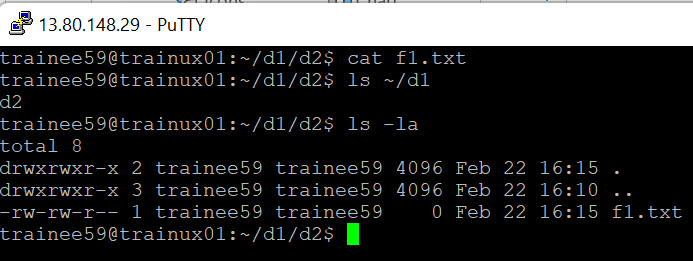 13.80.148.29 - PuTTY
trainee59@trainux01:~/d1/d2$ cat f1.txt
trainee59@trainux01:~/d1/d2$ ls ~/d1
d2
trainee59@trainux01:~/d1/d2$ ls -la
total 8
drwxrwxr-x 2 trainee59 trainee59 4096 Feb 22 16:15 .
drwxrwxr-x 3 trainee59 trainee59 4096 Feb 22 16:10 ..
-rw-rw-r-- 1 trainee59 trainee59    0 Feb 22 16:15 f1.txt
trainee59@trainux01:~/d1/d2$